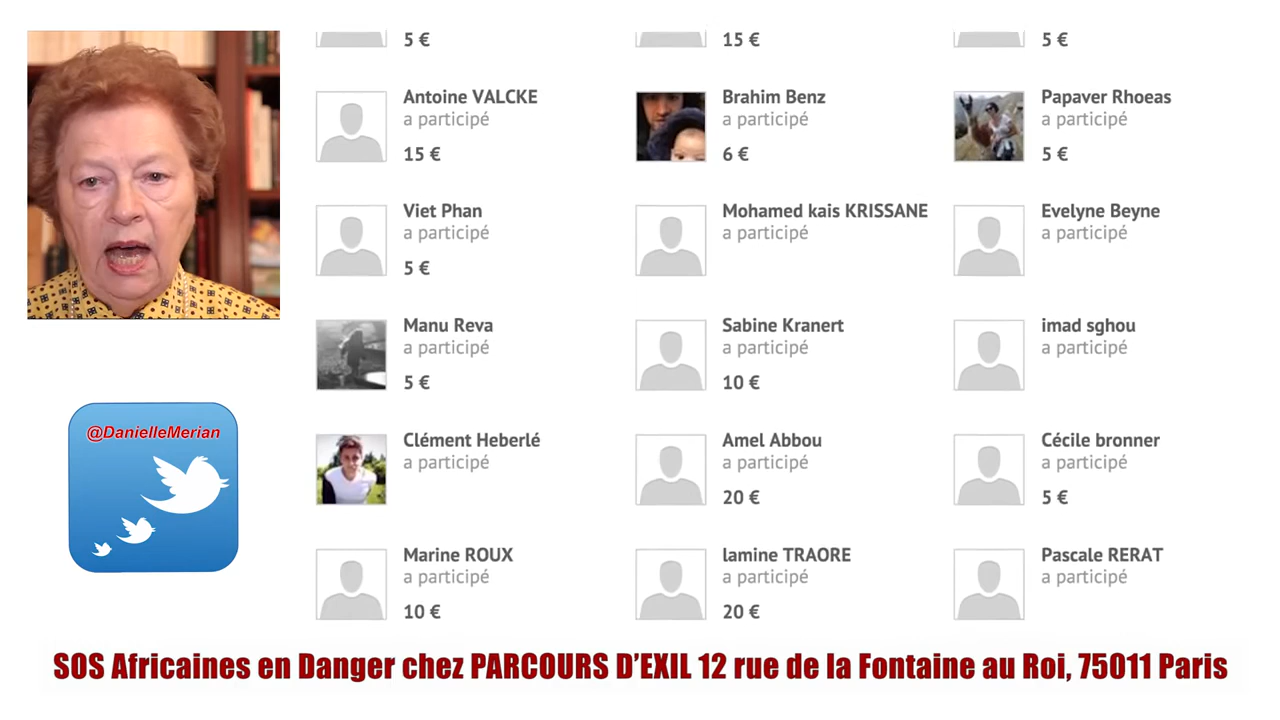 5 €
15 €
5 €
Antoine VALCKE
a participé
15 €
Brahim Benz
a participé
6 €
Papaver Rhoeas
a participé
5 €
Viet Phan
a participé
5 €
Mohamed kais KRISSANE
a participé
Evelyne Beyne
a participé
Manu Reva
a participé
5 €
Sabine Kranert
a participé
10 €
imad sghou
a participé
@DanielleMerian
Clément Heberlé
a participé
Amel Abbou
a participé
20 €
Cécile bronner
a participé
5 €
Marine ROUX
a participé
10 €
lamine TRAORE
a participé
20 €
Pascale RERAT
a participé
SOS Africaines en Danger chez PARCOURS D'EXIL 12 rue de la Fontaine au Roi, 75011 Paris